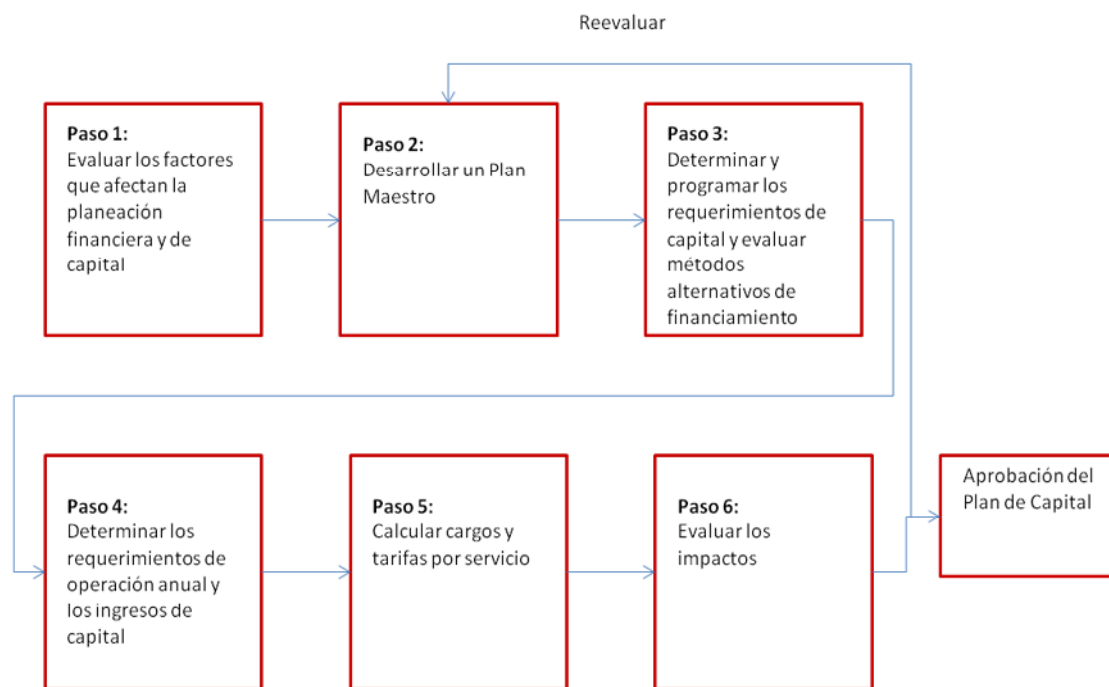 Reevaluar
Paso 1:
Evaluar los factores
que afectan la
planeación
financiera y de
capital
Paso 2:
Desarrollar un Plan
Maestro
Paso 3:
Determinar y
programar los
requerimientos de
capital y evaluar
métodos
alternativos de
financiamiento
Paso 4:
Determinar los
requerimientos de
operación anual y
los ingresos de
capital
Paso 5:
Calcular cargos y
tarifas por servicio
Paso 6:
Evaluar los
impactos
Aprobación del
Plan de Capital